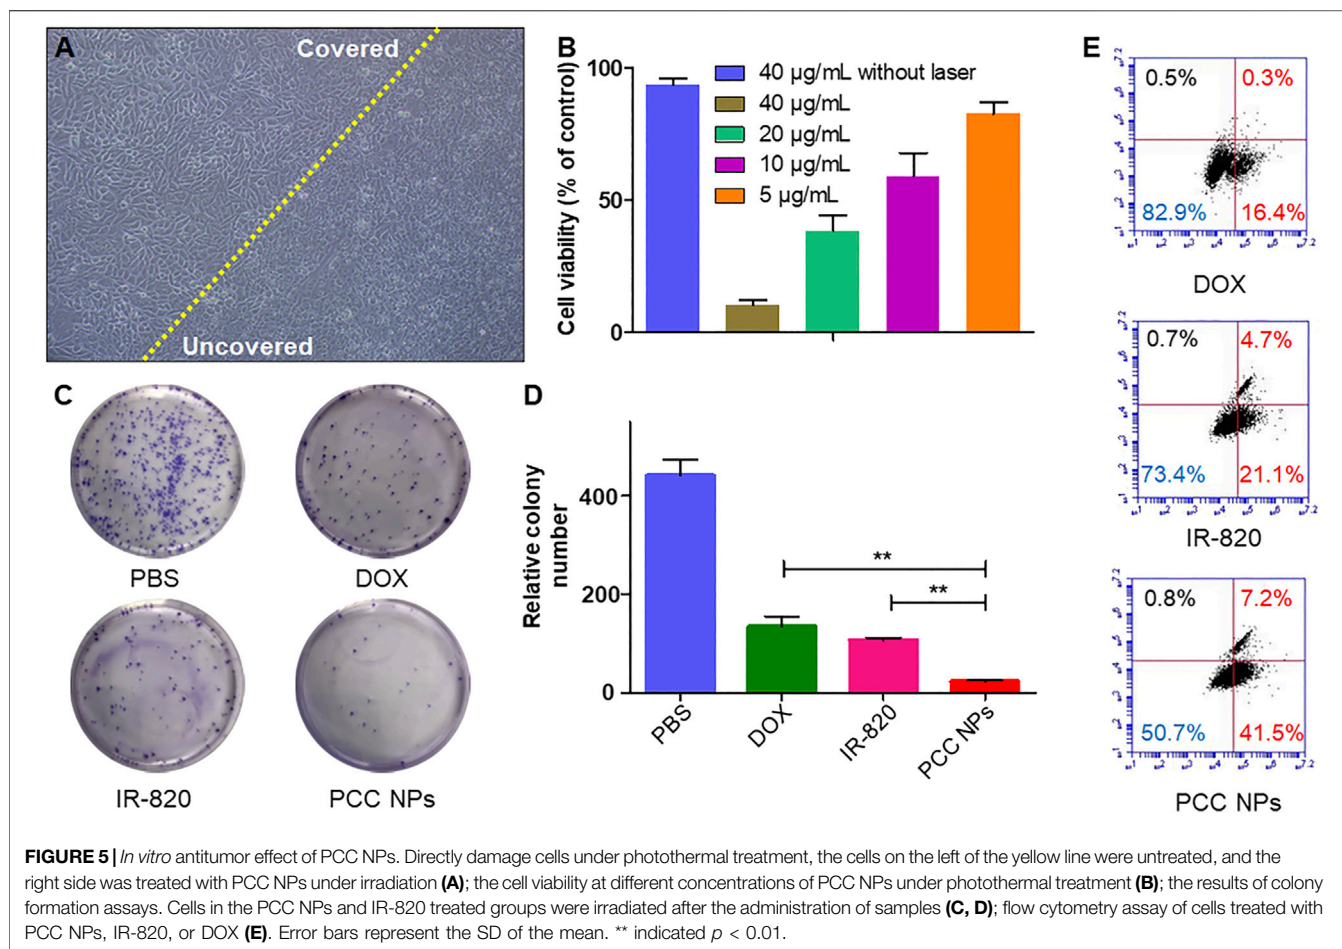 A
Covered
Uncovered
B
Cell viability (% of control)
100
50
0
40 µg/mL without laser
40 µg/mL
20 µg/mL
10 µg/mL
5 µg/mL
C
PBS
DOX
IR-820
PCC NPs
D
Relative colony
number
400
200
0
**
**
PBS
DOX
IR-820
PCC NPs
E
0.5%
0.3%
82.9%
16.4%
DOX
0.7%
4.7%
73.4%
21.1%
IR-820
0.8%
7.2%
50.7%
41.5%
PCC NPs
FIGURE 5 | In vitro antitumor effect of PCC NPs. Directly damage cells under photothermal treatment, the cells on the left of the yellow line were untreated, and the
right side was treated with PCC NPs under irradiation (A); the cell viability at different concentrations of PCC NPs under photothermal treatment (B); the results of colony
formation assays. Cells in the PCC NPs and IR-820 treated groups were irradiated after the administration of samples (C, D); flow cytometry assay of cells treated with
PCC NPs, IR-820, or DOX (E). Error bars represent the SD of the mean. ** indicated p < 0.01.